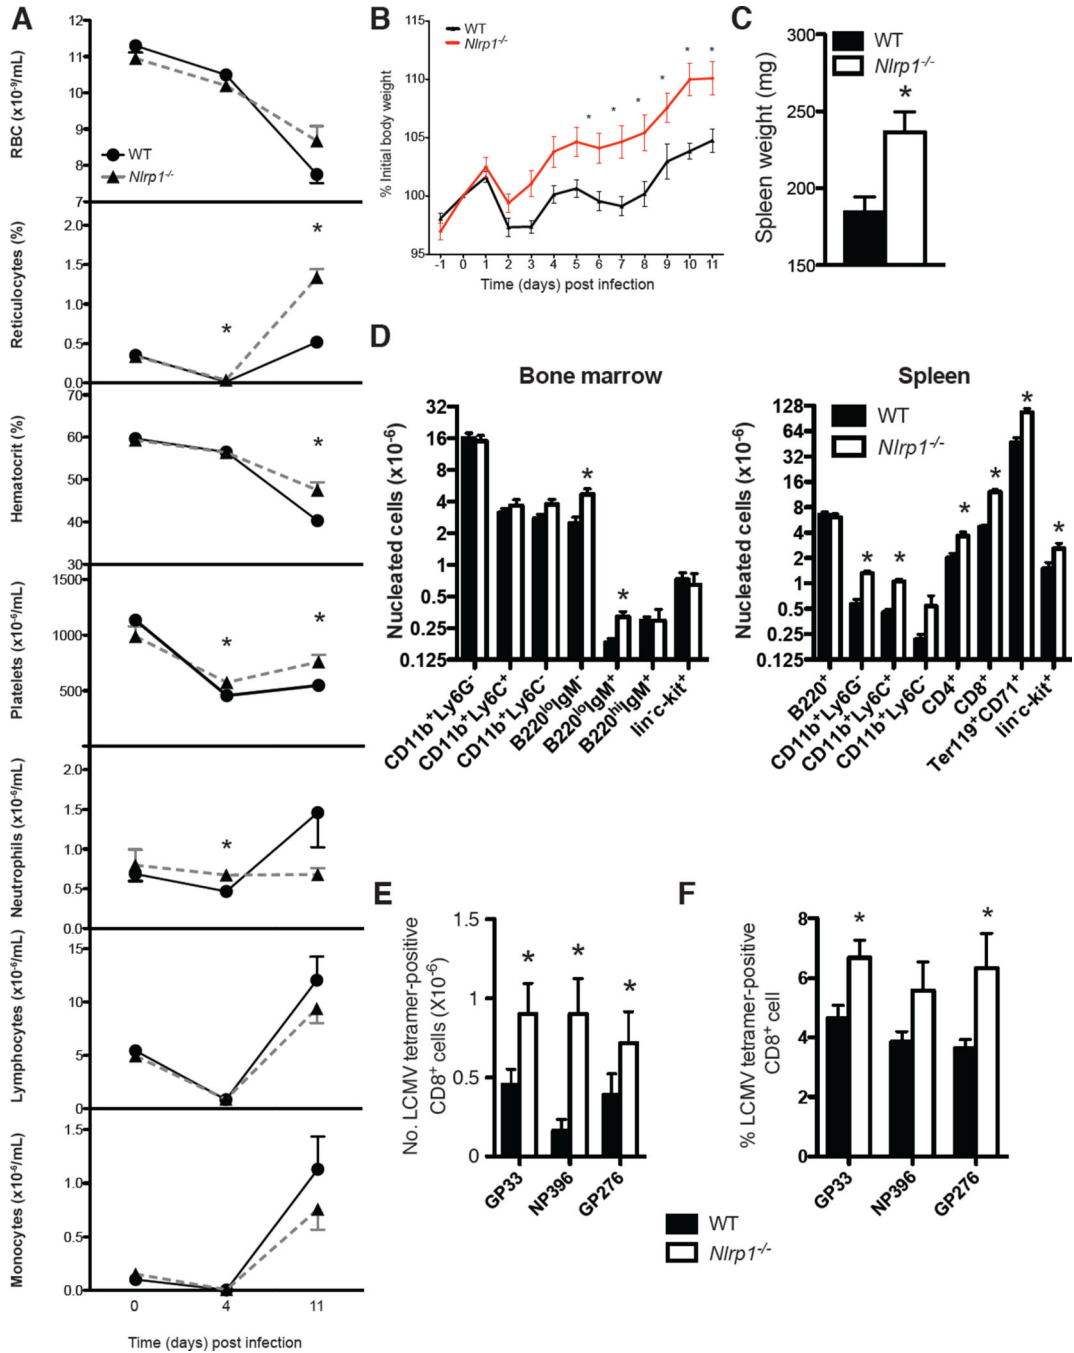 A
RBC (x10⁻⁹/mL)
12
11
10
9
8
7
WT
Nlrp1⁻/⁻
Reticulocytes (%)
2.0
1.5
1.0
0.5
0.0
*
*
Hematocrit (%)
70
60
50
40
30
*
Platelets (x10⁻⁶/mL)
1500
1000
500
*
*
Neutrophils (x10⁻⁶/mL)
2.0
1.5
1.0
0.5
0.0
*
Lymphocytes (x10⁻⁶/mL)
15
10
5
0
Monocytes (x10⁻⁶/mL)
1.5
1.0
0.5
0.0
0 4 11
Time (days) post infection
B
% Initial body weight
115
110
105
100
95
WT
Nlrp1⁻/⁻
* * * * * *
-1 0 1 2 3 4 5 6 7 8 9 10 11
Time (days) post infection
C
Spleen weight (mg)
300
250
200
150
WT
Nlrp1⁻/⁻
*
D
Bone marrow
Nucleated cells (x10⁻⁶)
32
16
8
4
2
1
0.5
0.25
0.125
* *
CD11b⁺Ly6G⁻
CD11b⁺Ly6C⁺
CD11b⁺Ly6C⁻
B220ˡᵒIgM⁻
B220ˡᵒIgM⁺
B220ʰⁱIgM⁺
lin⁻c-kit⁺
Spleen
Nucleated cells (x10⁻⁶)
128
64
32
16
8
4
2
1
0.5
0.25
0.125
WT
Nlrp1⁻/⁻
* * * * * *
B220⁺
CD11b⁺Ly6G⁻
CD11b⁺Ly6C⁺
CD11b⁺Ly6C⁻
CD4⁺
CD8⁺
Ter119⁺CD71⁺
lin⁻c-kit⁺
E
No. LCMV tetramer-positive
CD8⁺ cells (X10⁻⁶)
1.5
1
0.5
0
* * *
GP33
NP396
GP276
F
% LCMV tetramer-positive
CD8⁺ cell
8
6
4
2
0
* *
GP33
NP396
GP276
WT
Nlrp1⁻/⁻